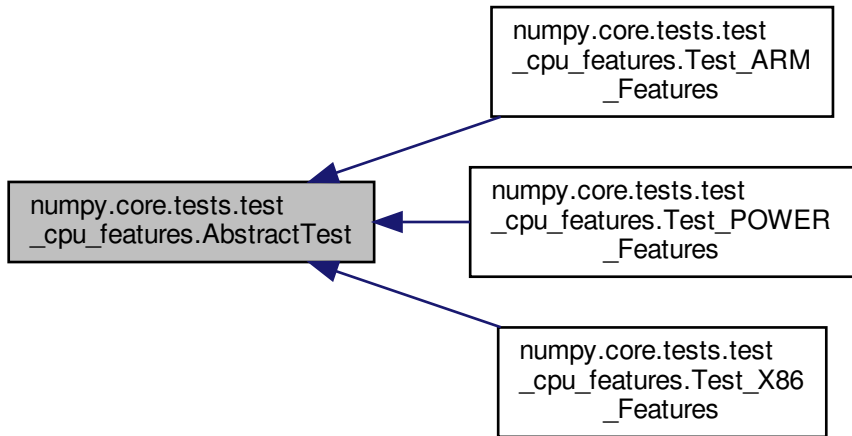 numpy.core.tests.test
_cpu_features.Test_ARM
_Features
numpy.core.tests.test
_cpu_features.AbstractTest
numpy.core.tests.test
_cpu_features.Test_POWER
_Features
numpy.core.tests.test
_cpu_features.Test_X86
_Features